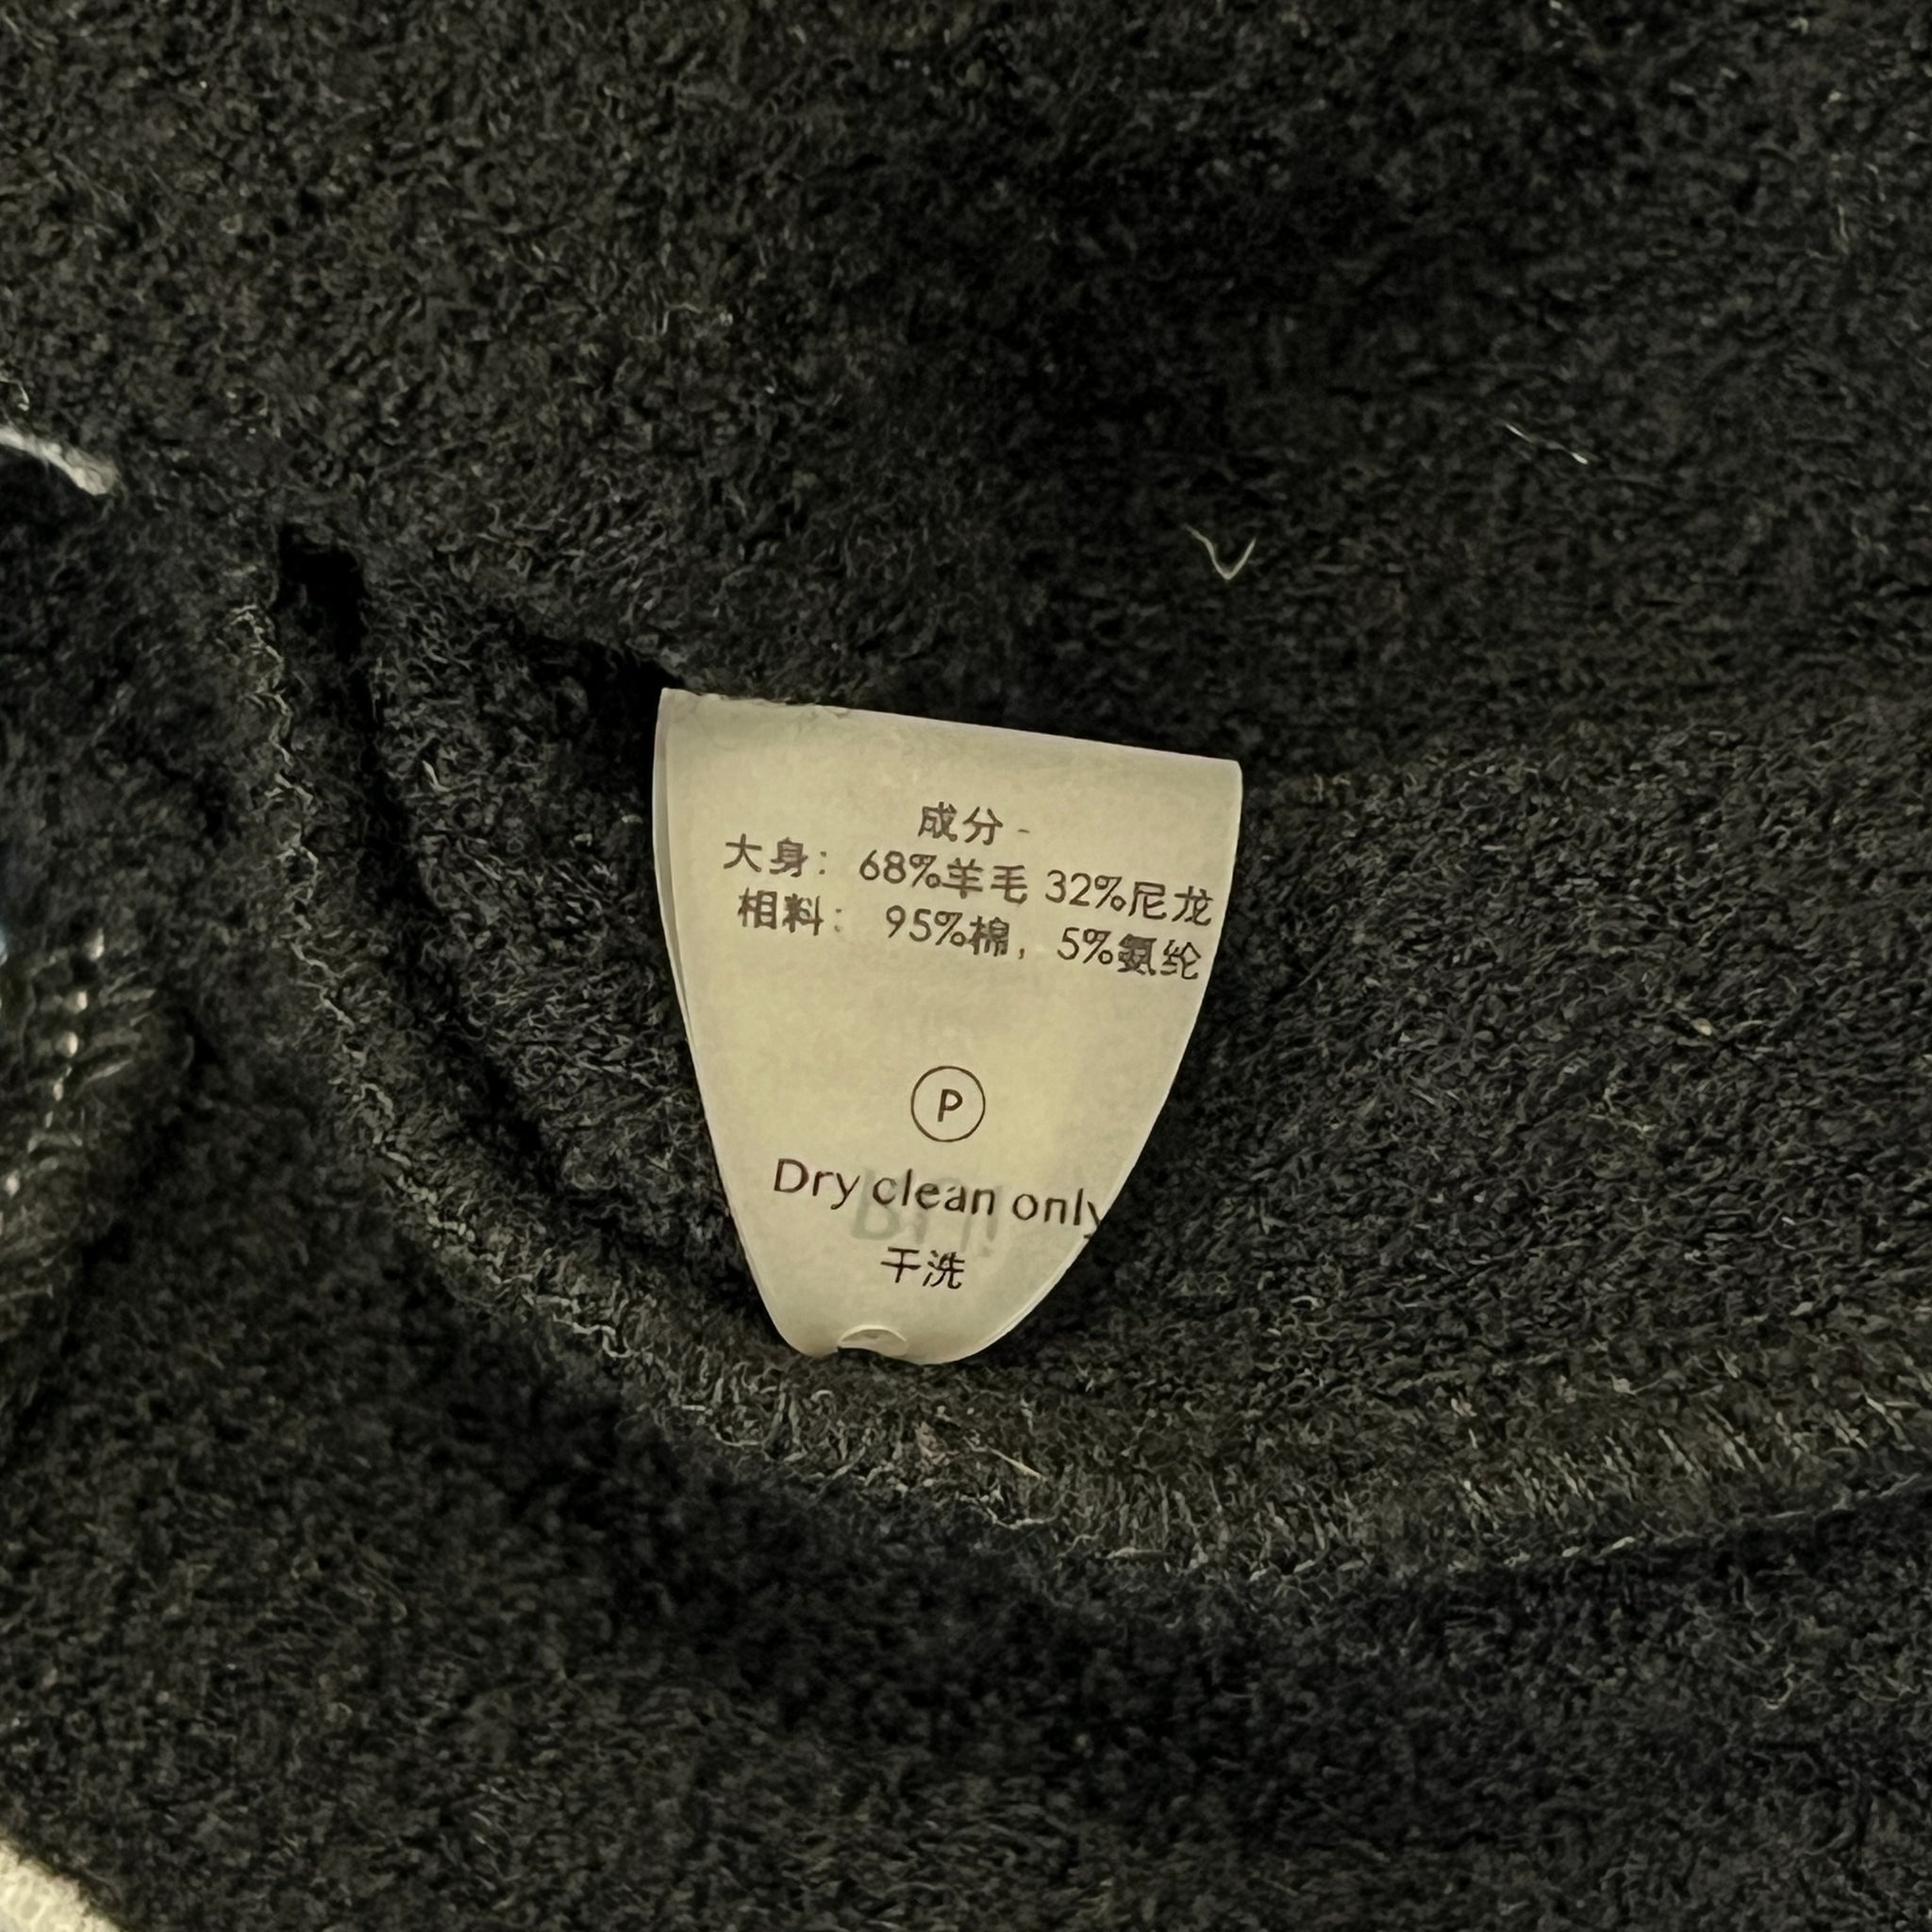 成分 -
大身： 68%羊毛 32%尼龙
相料： 95%棉， 5%氨纶
P
Dry clean only
干洗